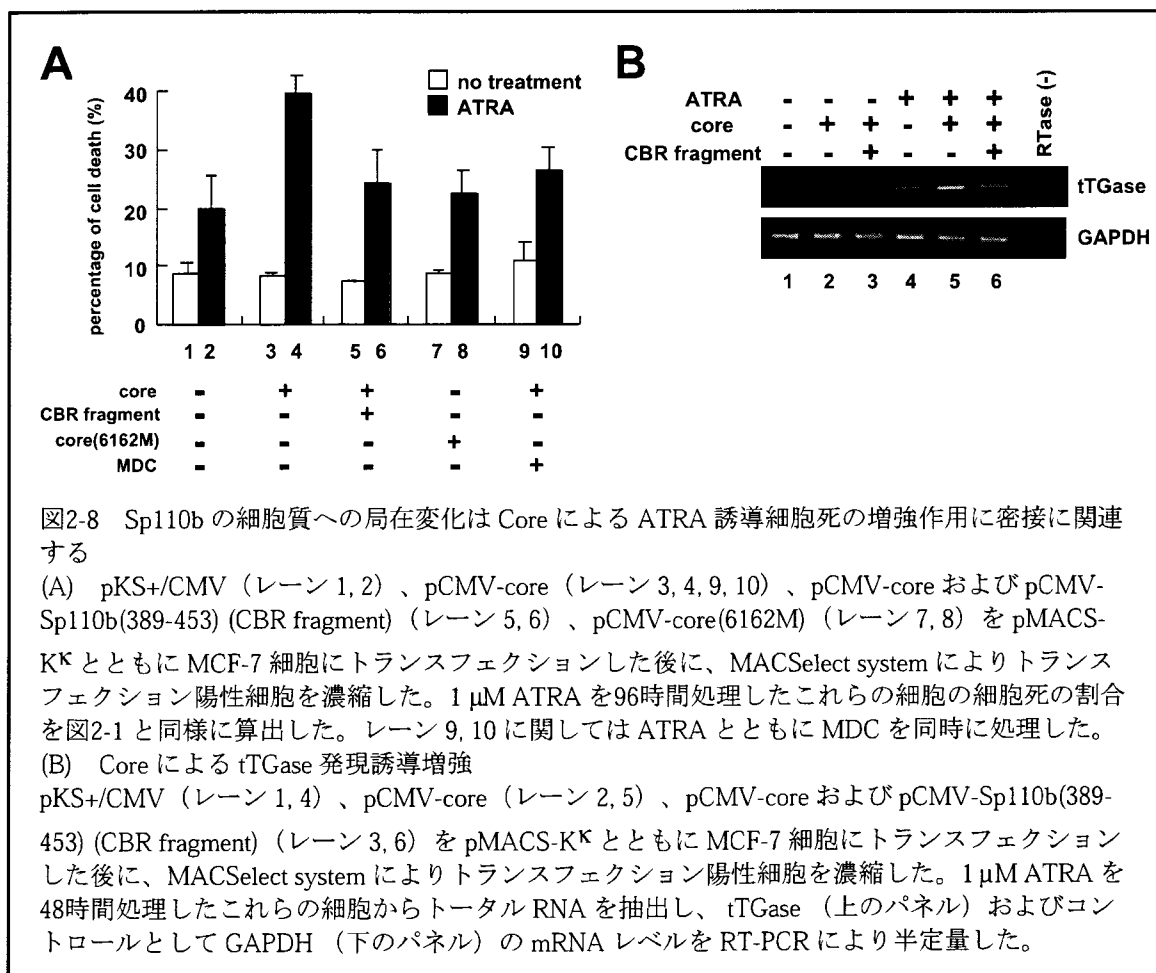 A
no treatment
ATRA
percentage of cell death (%)
40
30
20
10
0
1 2 3 4 5 6 7 8 9 10
core - + + - +
CBR fragment - - + - -
core(6162M) - - - + -
MDC - - - - +
B
ATRA - - - + + +
core - + + - + +
CBR fragment - - + - - +
RTase (-)
tTGase
GAPDH
1 2 3 4 5 6
図2-8 Sp110b の細胞質への局在変化は Core による ATRA 誘導細胞死の増強作用に密接に関連
する
(A) pKS+/CMV(レーン 1, 2)、pCMV-core(レーン 3, 4, 9, 10)、pCMV-core および pCMV-
Sp110b(389-453) (CBR fragment)(レーン 5, 6)、pCMV-core(6162M)(レーン 7, 8)を pMACS-
Kᴷ とともに MCF-7 細胞にトランスフェクションした後に、MACSelect system によりトランス
フェクション陽性細胞を濃縮した。1 μM ATRA を96時間処理したこれらの細胞の細胞死の割合
を図2-1 と同様に算出した。レーン 9, 10 に関しては ATRA とともに MDC を同時に処理した。
(B) Core による tTGase 発現誘導増強
pKS+/CMV(レーン 1, 4)、pCMV-core(レーン 2, 5)、pCMV-core および pCMV-Sp110b(389-
453) (CBR fragment)(レーン 3, 6)を pMACS-Kᴷ とともに MCF-7 細胞にトランスフェクション
した後に、MACSelect system によりトランスフェクション陽性細胞を濃縮した。1 μM ATRA を
48時間処理したこれらの細胞からトータル RNA を抽出し、 tTGase (上のパネル)およびコント
ロールとして GAPDH (下のパネル)の mRNA レベルを RT-PCR により半定量した。